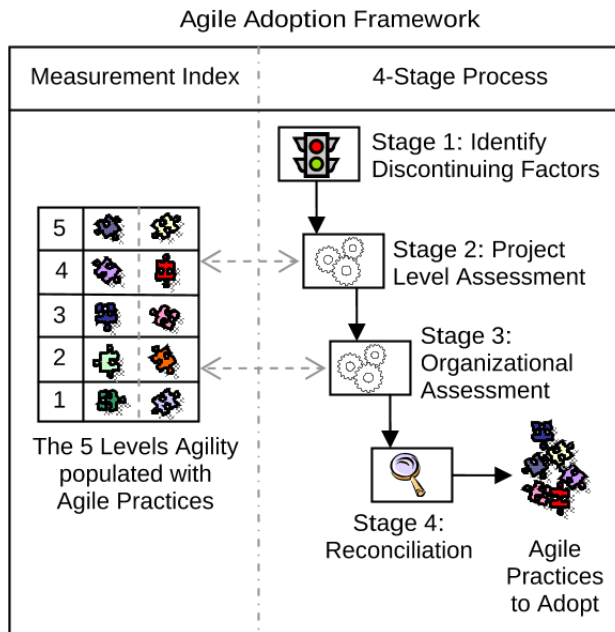 Agile Adoption Framework
Measurement Index
4-Stage Process
Stage 1: Identify
Discontinuing Factors
5
4
3
2
1
The 5 Levels Agility
populated with
Agile Practices
Stage 2: Project
Level Assessment
Stage 3:
Organizational
Assessment
Stage 4:
Reconciliation
Agile
Practices
to Adopt